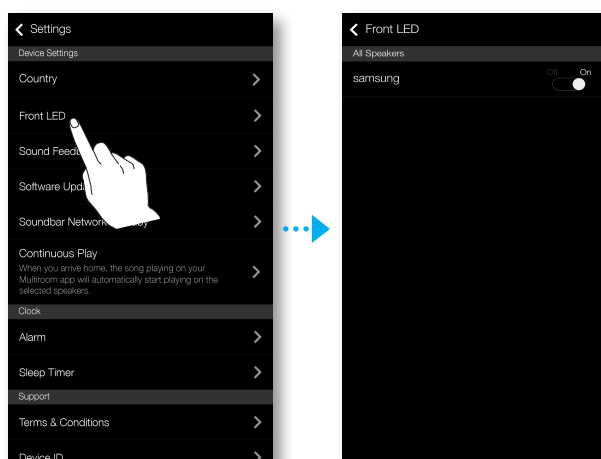 Settings
Device Settings
Country
Front LED
Sound Feed
Software Upd
Soundbar Network
Continuous Play
When you arrive home, the song playing on your
Multiroom app will automatically start playing on the
selected speakers.
Clock
Alarm
Sleep Timer
Support
Terms & Conditions
Device ID
Front LED
All Speakers
samsung
Off On